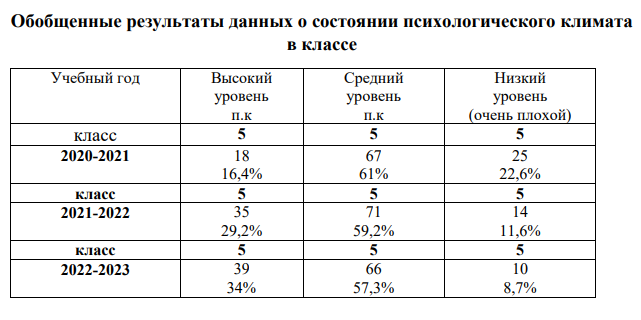 Обобщенные результаты данных о состоянии психологического климата
в классе
Учебный год
Высокий
уровень
п.к
Средний
уровень
п.к
Низкий
уровень
(очень плохой)
класс 5 5 5
2020-2021 18 67 25
16,4% 61% 22,6%
класс 5 5 5
2021-2022 35 71 14
29,2% 59,2% 11,6%
класс 5 5 5
2022-2023 39 66 10
34% 57,3% 8,7%